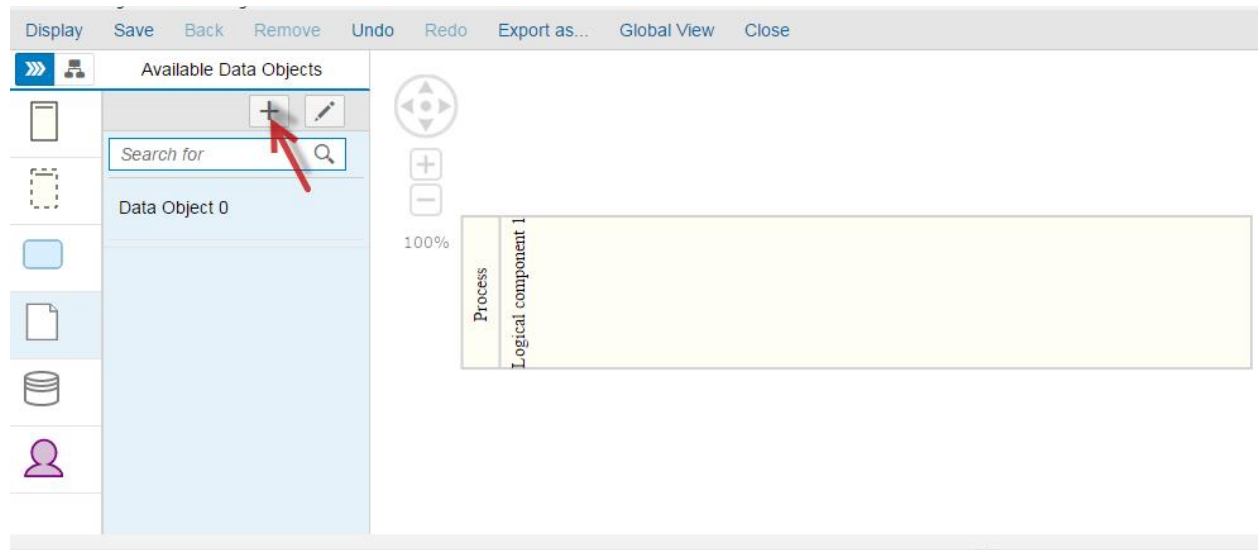 Display Save Back Remove Undo Redo Export as... Global View Close
Available Data Objects
Search for
Data Object 0
100%
Process
Logical component 1